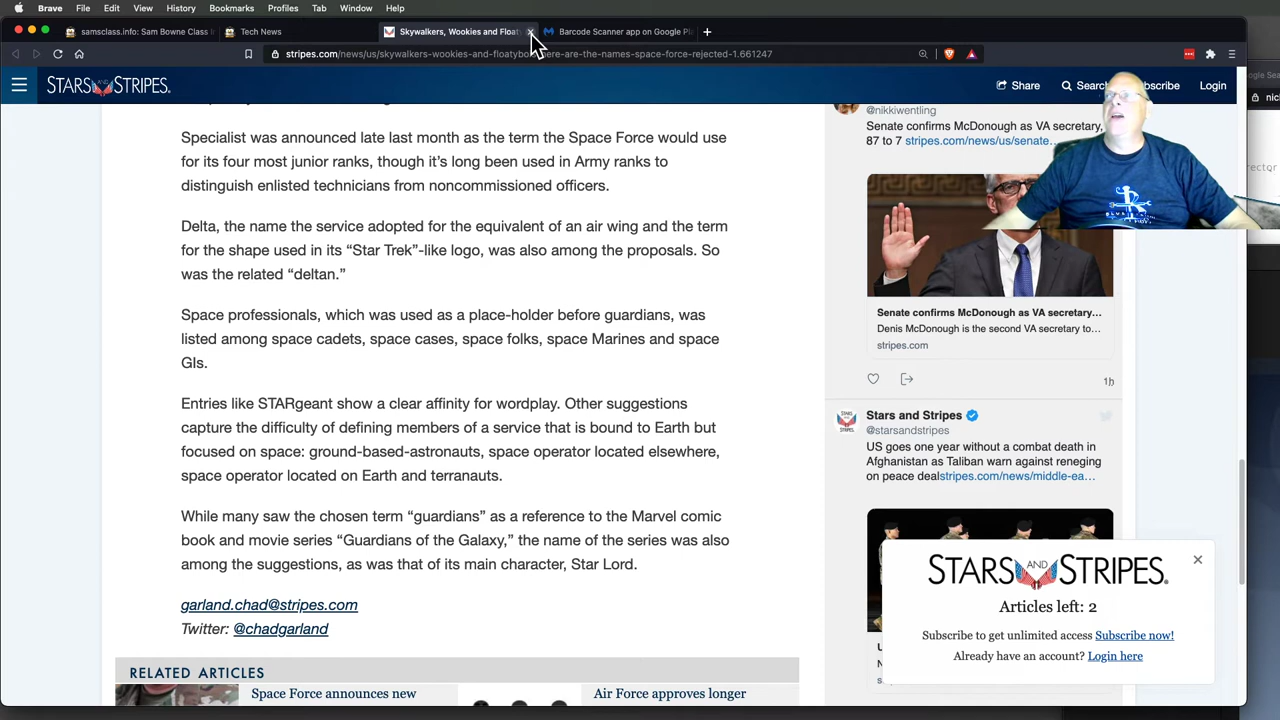 Brave File Edit View History Bookmarks Profiles Tab Window Help
samsclass.info: Sam Bowne Class I
Tech News
Skywalkers, Wookies and Floaty
Barcode Scanner app on Google Pl
stripes.com/news/us/skywalkers-wookies-and-floatybo
here-are-the-names-space-force-rejected-1.661247
STARS AND STRIPES.
Share
Search
Login
Specialist was announced late last month as the term the Space Force would use
for its four most junior ranks, though it's long been used in Army ranks to
distinguish enlisted technicians from noncommissioned officers.
Delta, the name the service adopted for the equivalent of an air wing and the term
for the shape used in its “Star Trek”-like logo, was also among the proposals. So
was the related “deltan.”
Space professionals, which was used as a place-holder before guardians, was
listed among space cadets, space cases, space folks, space Marines and space
GIs.
Entries like STARgeant show a clear affinity for wordplay. Other suggestions
capture the difficulty of defining members of a service that is bound to Earth but
focused on space: ground-based-astronauts, space operator located elsewhere,
space operator located on Earth and terranauts.
While many saw the chosen term “guardians” as a reference to the Marvel comic
book and movie series “Guardians of the Galaxy,” the name of the series was also
among the suggestions, as was that of its main character, Star Lord.
garland.chad@stripes.com
Twitter: @chadgarland
RELATED ARTICLES
Space Force announces new
Air Force approves longer
@nikkiwentling
Senate confirms McDonough as VA secretary,
87 to 7 stripes.com/news/us/senate…
Senate confirms McDonough as VA secretary...
Denis McDonough is the second VA secretary to…
stripes.com
1h
Stars and Stripes
@starsandstripes
US goes one year without a combat death in
Afghanistan as Taliban warn against reneging
on peace dealstripes.com/news/middle-ea…
STARS AND STRIPES.
Articles left: 2
Subscribe to get unlimited access Subscribe now!
Already have an account? Login here